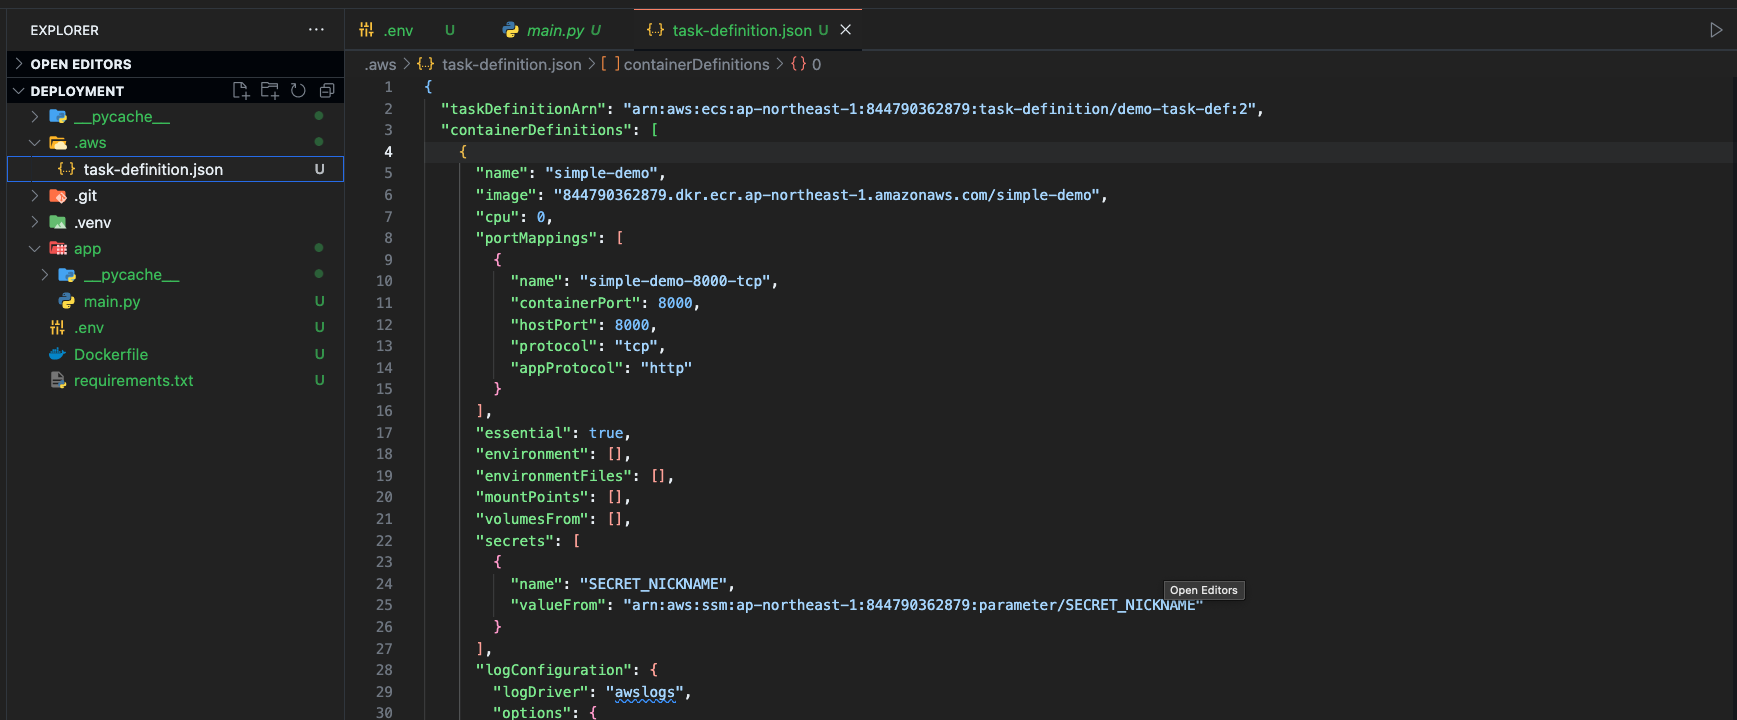 EXPLORER
OPEN EDITORS
DEPLOYMENT
__pycache__
.aws
task-definition.json U
.git
.venv
app
__pycache__
main.py U
.env U
Dockerfile U
requirements.txt U
.env U main.py U {..} task-definition.json U
.aws > {..} task-definition.json > [ ] containerDefinitions > {} 0
1 {
2 "taskDefinitionArn": "arn:aws:ecs:ap-northeast-1:844790362879:task-definition/demo-task-def:2",
3 "containerDefinitions": [
4 {
5 "name": "simple-demo",
6 "image": "844790362879.dkr.ecr.ap-northeast-1.amazonaws.com/simple-demo",
7 "cpu": 0,
8 "portMappings": [
9 {
10 "name": "simple-demo-8000-tcp",
11 "containerPort": 8000,
12 "hostPort": 8000,
13 "protocol": "tcp",
14 "appProtocol": "http"
15 }
16 ],
17 "essential": true,
18 "environment": [],
19 "environmentFiles": [],
20 "mountPoints": [],
21 "volumesFrom": [],
22 "secrets": [
23 {
24 "name": "SECRET_NICKNAME",
25 "valueFrom": "arn:aws:ssm:ap-northeast-1:844790362879:parameter/SECRET_NICKNAME"
Open Editors
26 }
27 ],
28 "logConfiguration": {
29 "logDriver": "awslogs",
30 "options": {